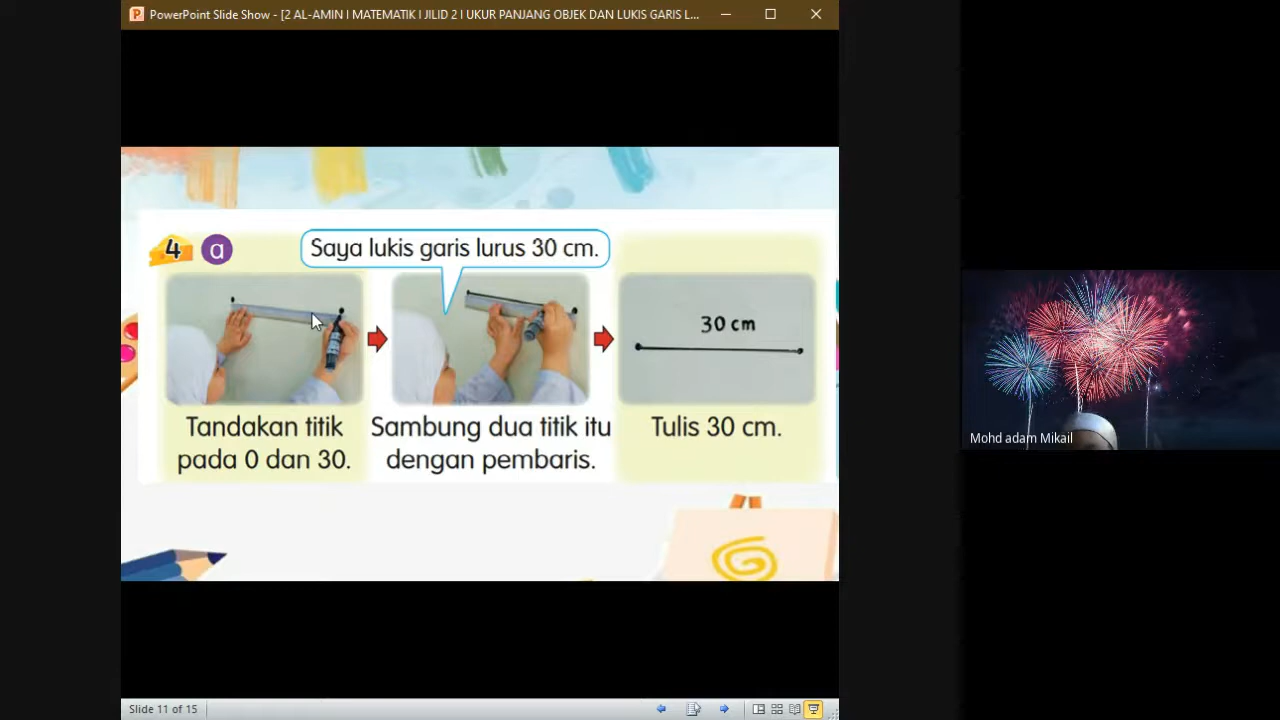 PowerPoint Slide Show - [2 AL-AMIN I MATEMATIK I JILID 2 I UKUR PANJANG OBJEK DAN LUKIS GARIS L...
4 a
Saya lukis garis lurus 30 cm.
30 cm
Tandakan titik
pada 0 dan 30.
Sambung dua titik itu
dengan pembaris.
Tulis 30 cm.
Mohd adam Mikail
Slide 11 of 15